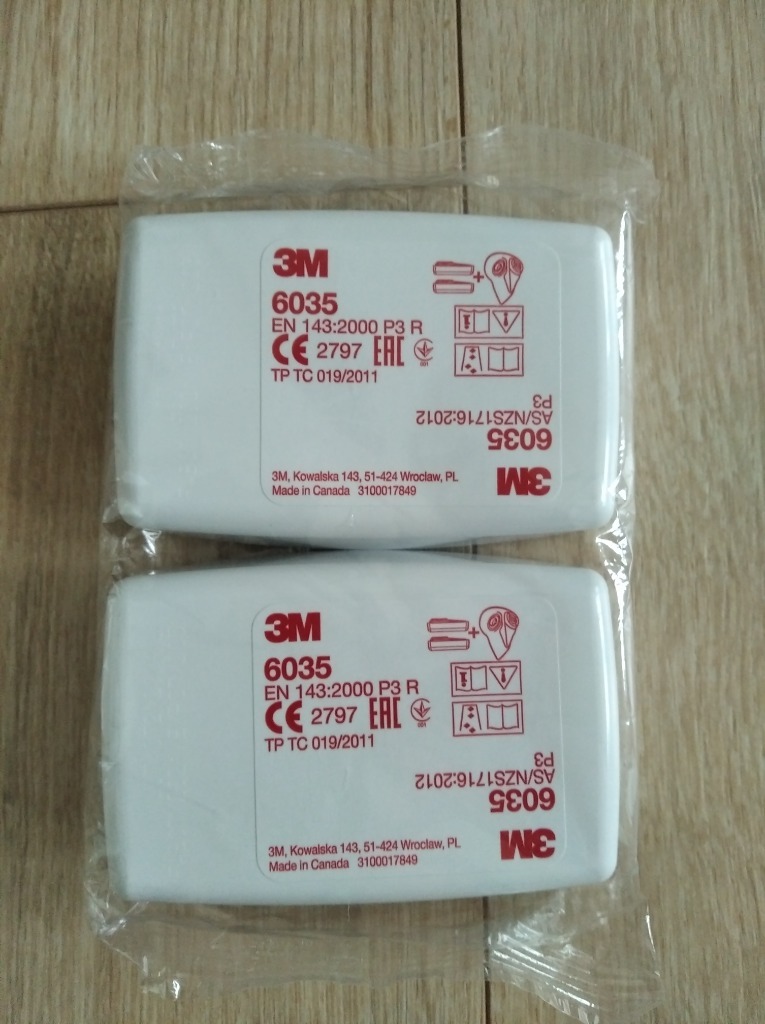 3M
6035
EN 143:2000 P3 R
CE 2797 EAC
TP TC 019/2011
P3
AS/NZS1716:2012
6035
3M
3M, Kowalska 143, 51-424 Wroclaw, PL
Made in Canada 3100017849
3M
6035
EN 143:2000 P3 R
CE 2797 EAC
TP TC 019/2011
P3
AS/NZS1716:2012
6035
3M
3M, Kowalska 143, 51-424 Wroclaw, PL
Made in Canada 3100017849